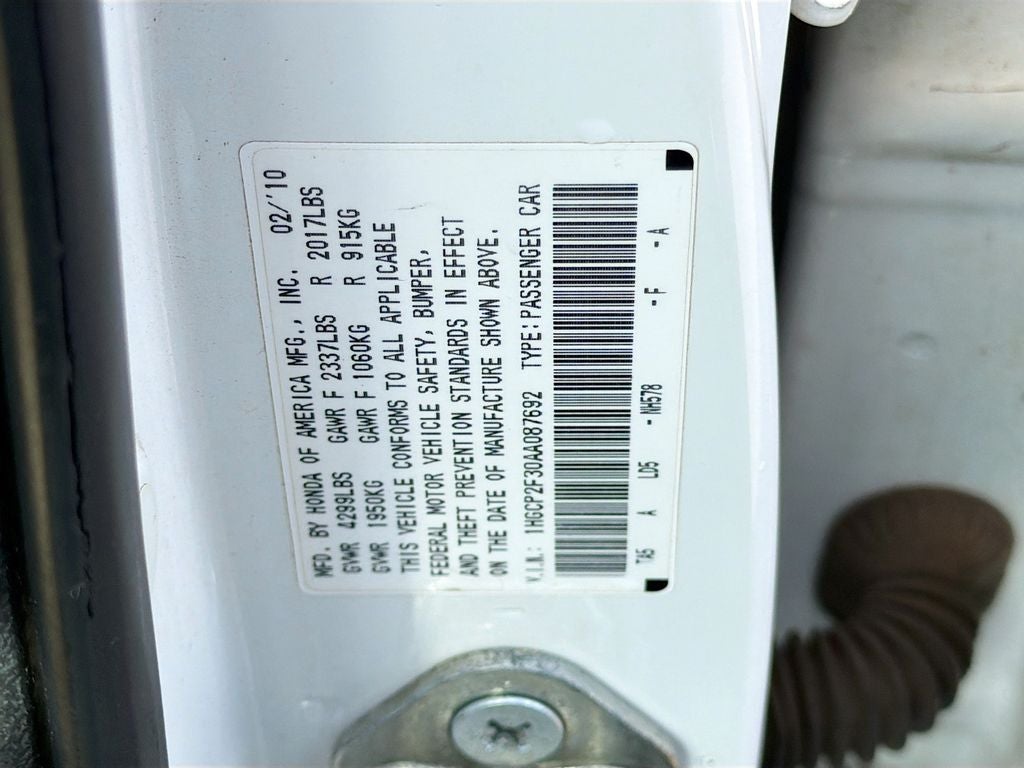 MFD. BY HONDA OF AMERICA MFG., INC. 02/'10
GVWR 4299LBS GAWR F 2337LBS R 2017LBS
GVWR 1950KG GAWR F 1060KG R 915KG
THIS VEHICLE CONFORMS TO ALL APPLICABLE
FEDERAL MOTOR VEHICLE SAFETY, BUMPER,
AND THEFT PREVENTION STANDARDS IN EFFECT
ON THE DATE OF MANUFACTURE SHOWN ABOVE.
V.I.N.: 1HGCP2F30AA087692 TYPE:PASSENGER CAR
TA5 A LD5 - NH578 - F - A